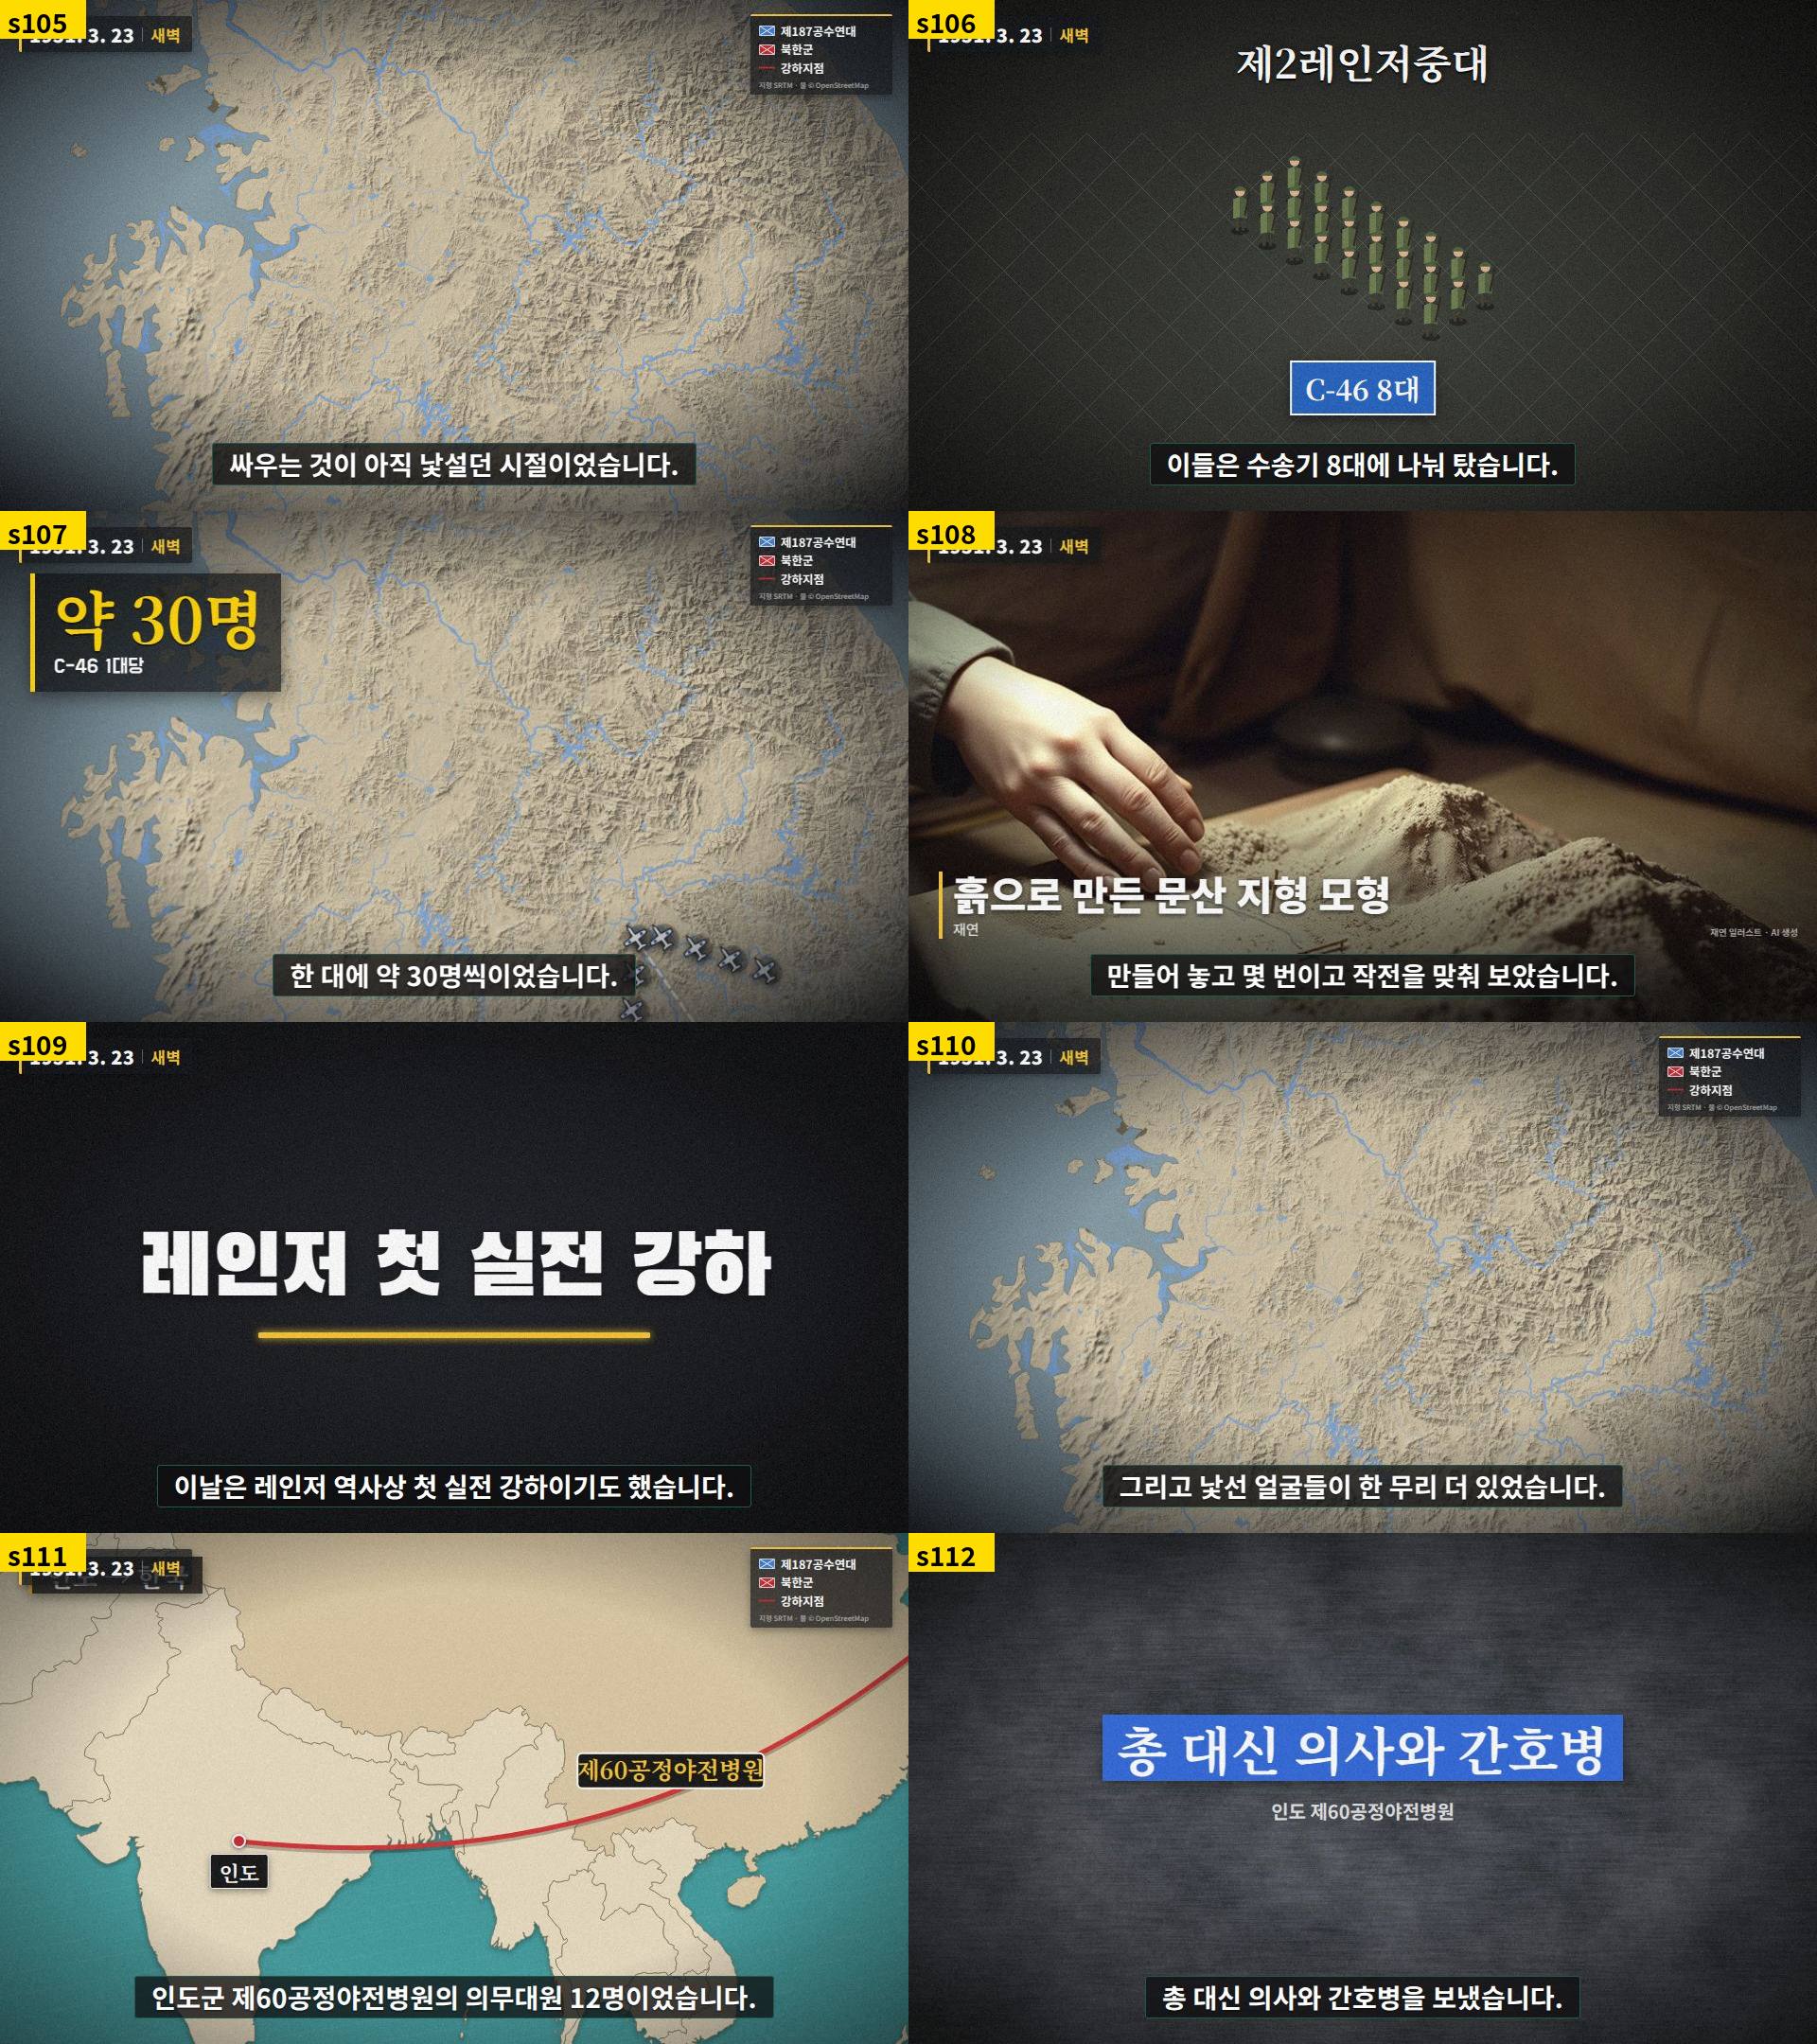 s105
3. 23 새벽
제187공수연대
북한군
강하지점
지형 SRTM · 물 © OpenStreetMap
싸우는 것이 아직 낯설던 시절이었습니다.
s106
3. 23 새벽
제2레인저중대
C-46 8대
이들은 수송기 8대에 나눠 탔습니다.
s107
3. 23 새벽
제187공수연대
북한군
강하지점
지형 SRTM · 물 © OpenStreetMap
약 30명
C-46 1대당
한 대에 약 30명씩이었습니다.
s108
3. 23 새벽
흙으로 만든 문산 지형 모형
재연
재연 일러스트 · AI 생성
만들어 놓고 몇 번이고 작전을 맞춰 보았습니다.
s109
3. 23 새벽
레인저 첫 실전 강하
이날은 레인저 역사상 첫 실전 강하이기도 했습니다.
s110
3. 23 새벽
제187공수연대
북한군
강하지점
지형 SRTM · 물 © OpenStreetMap
그리고 낯선 얼굴들이 한 무리 더 있었습니다.
s111
3. 23 새벽
제187공수연대
북한군
강하지점
지형 SRTM · 물 © OpenStreetMap
제60공정야전병원
인도
인도군 제60공정야전병원의 의무대원 12명이었습니다.
s112
총 대신 의사와 간호병
인도 제60공정야전병원
총 대신 의사와 간호병을 보냈습니다.